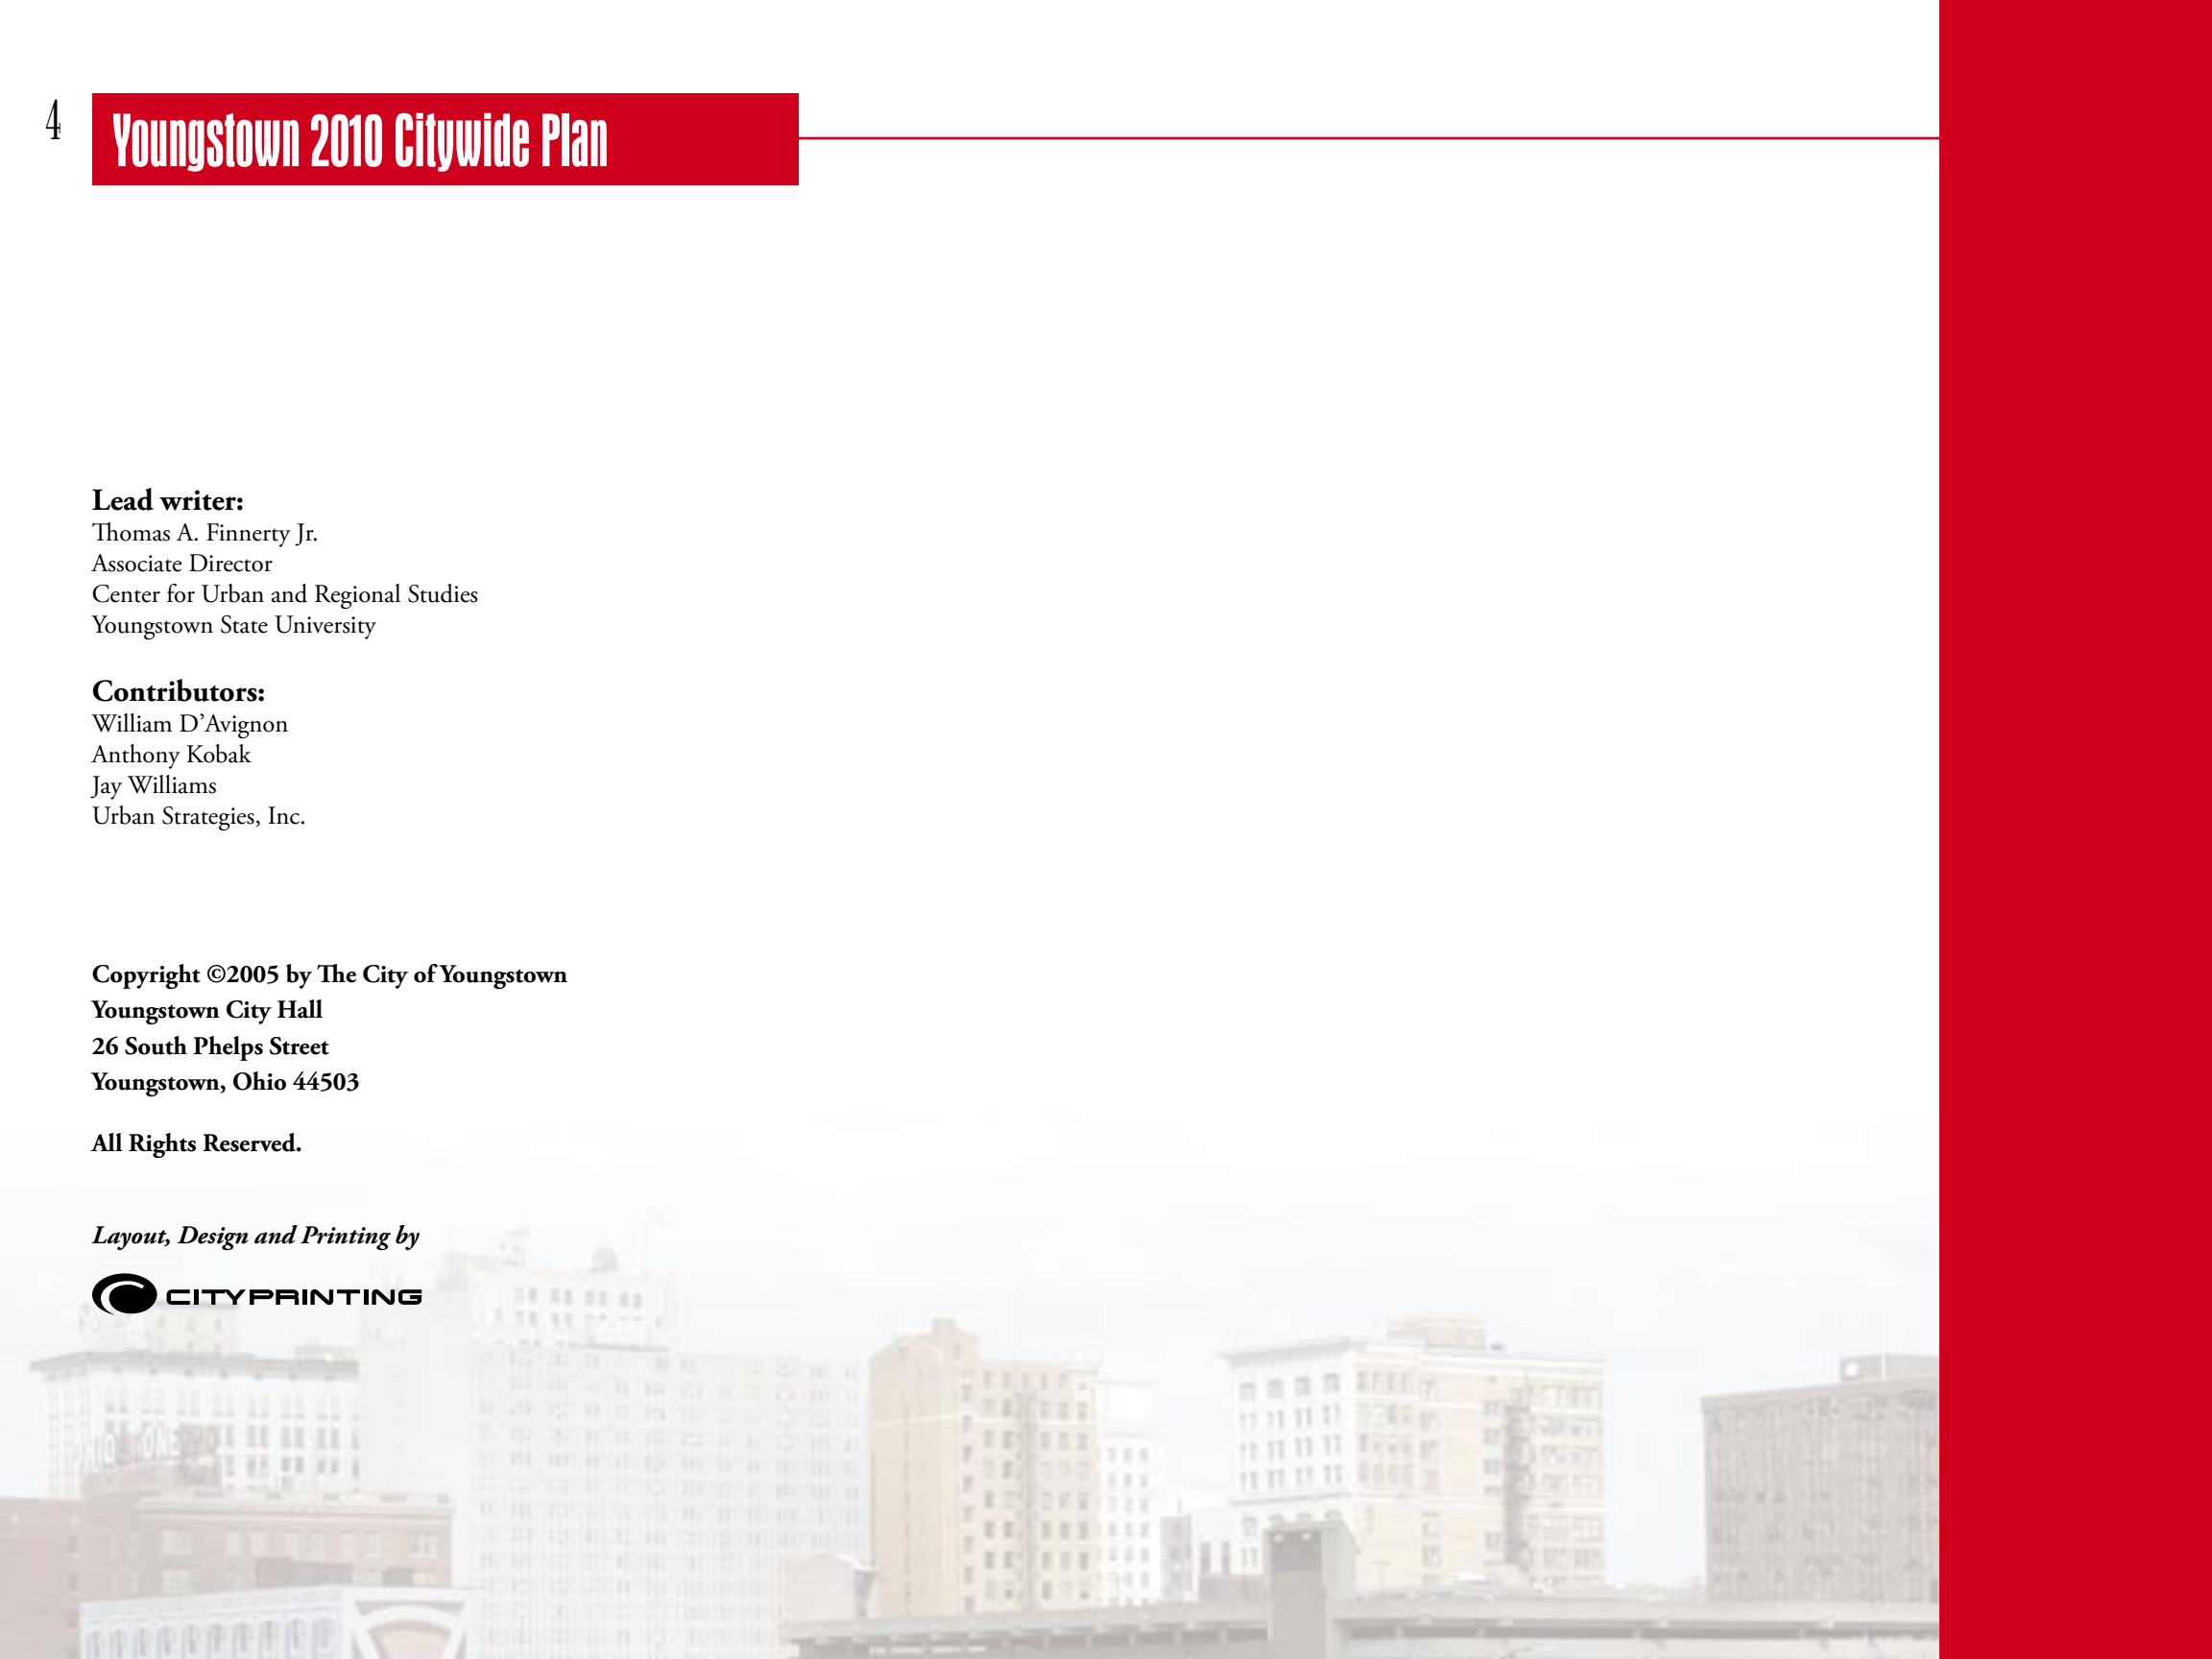 4
Youngstown 2010 Citywide Plan
Lead writer:
Thomas A. Finnerty Jr.
Associate Director
Center for Urban and Regional Studies
Youngstown State University
Contributors:
William D’Avignon
Anthony Kobak
Jay Williams
Urban Strategies, Inc.
Copyright ©2005 by The City of Youngstown
Youngstown City Hall
26 South Phelps Street
Youngstown, Ohio 44503
All Rights Reserved.
Layout, Design and Printing by
CITYPRINTING